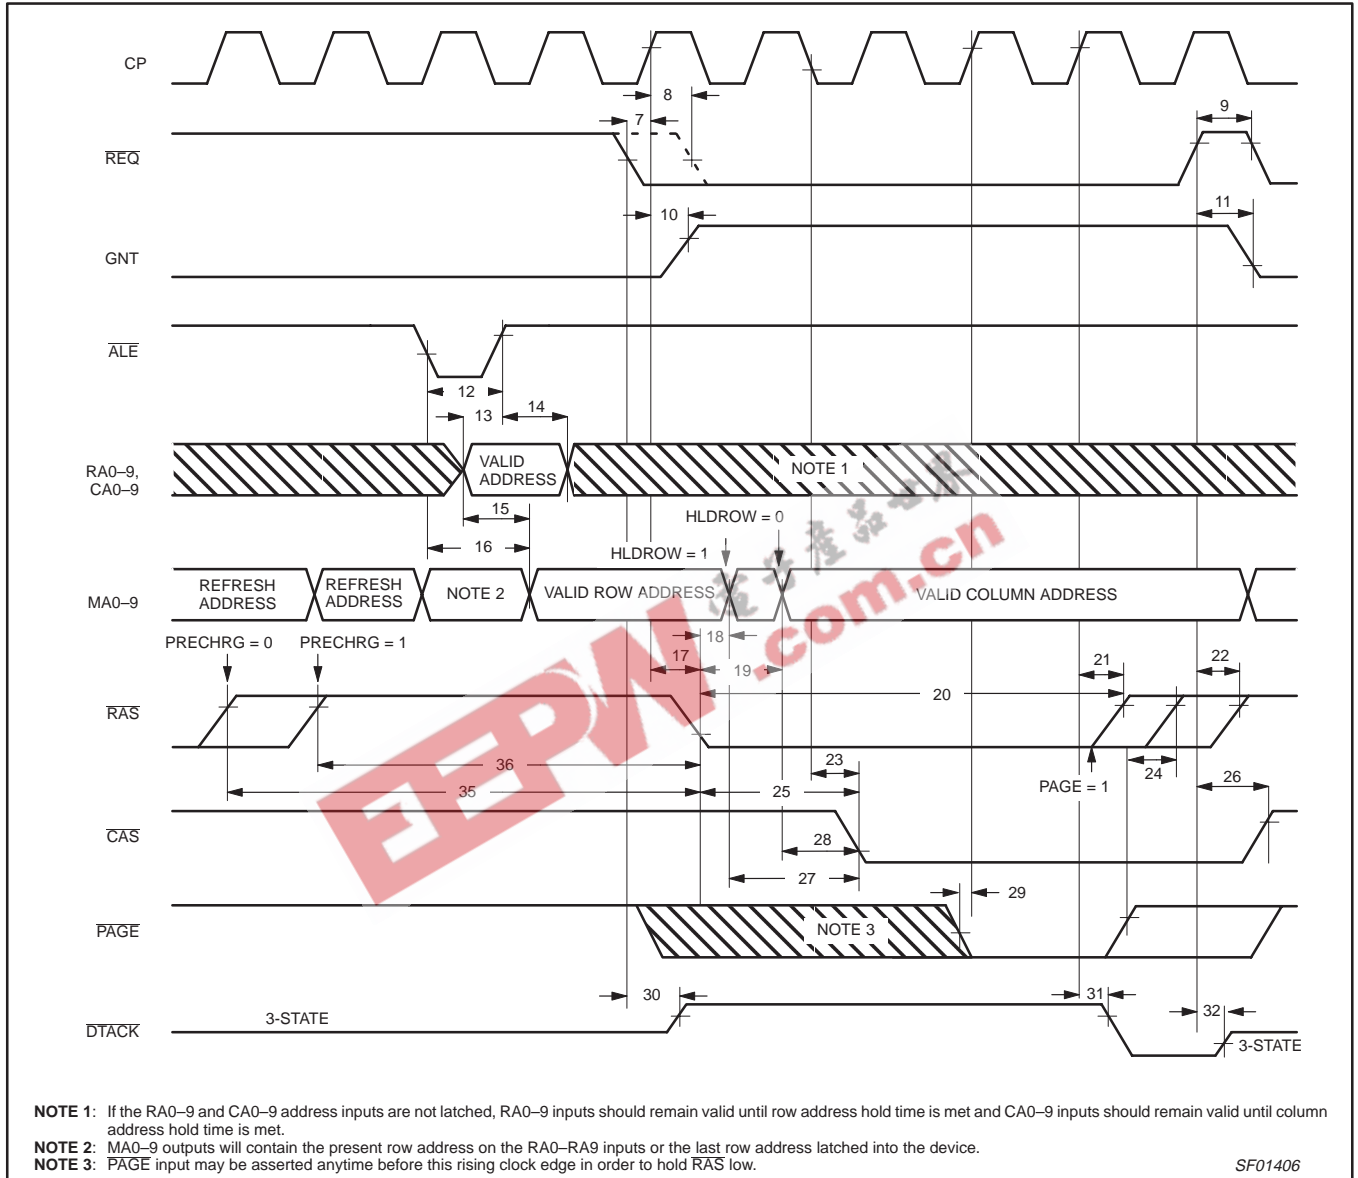 CP
8
7
9
REQ
10
11
GNT
ALE
12
13
14
RA0–9,
CA0–9
VALID
ADDRESS
NOTE 1
15
HLDROW = 0
16
HLDROW = 1
MA0–9
REFRESH
ADDRESS
REFRESH
ADDRESS
NOTE 2
VALID ROW ADDRESS
VALID COLUMN ADDRESS
PRECHRG = 0
PRECHRG = 1
18
17
19
21
22
20
RAS
36
23
24
PAGE = 1
26
35
25
CAS
28
27
29
PAGE
NOTE 3
30
31
32
3-STATE
DTACK
3-STATE
NOTE 1: If the RA0–9 and CA0–9 address inputs are not latched, RA0–9 inputs should remain valid until row address hold time is met and CA0–9 inputs should remain valid until column
address hold time is met.
NOTE 2: MA0–9 outputs will contain the present row address on the RA0–RA9 inputs or the last row address latched into the device.
NOTE 3: PAGE input may be asserted anytime before this rising clock edge in order to hold RAS low.
SF01406
EEPW
.com.cn
电子產品世界